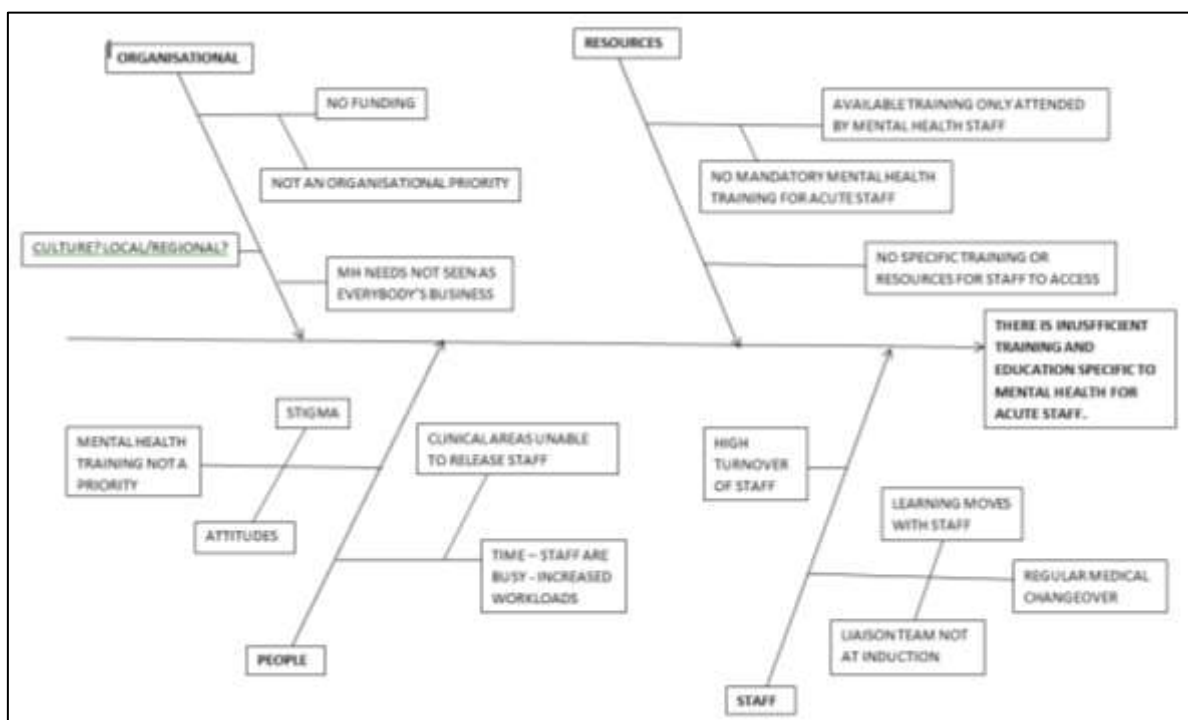 ORGANISATIONAL
NO FUNDING
NOT AN ORGANISATIONAL PRIORITY
CULTURE? LOCAL/REGIONAL?
MH NEEDS NOT SEEN AS
EVERYBODY'S BUSINESS
RESOURCES
AVAILABLE TRAINING ONLY ATTENDED
BY MENTAL HEALTH STAFF
NO MANDATORY MENTAL HEALTH
TRAINING FOR ACUTE STAFF
NO SPECIFIC TRAINING OR
RESOURCES FOR STAFF TO ACCESS
THERE IS INUSFFICIENT
TRAINING AND
EDUCATION SPECIFIC TO
MENTAL HEALTH FOR
ACUTE STAFF.
STIGMA
MENTAL HEALTH
TRAINING NOT A
PRIORITY
ATTITUDES
CLINICAL AREAS UNABLE
TO RELEASE STAFF
TIME – STAFF ARE
BUSY - INCREASED
WORKLOADS
PEOPLE
HIGH
TURNOVER
OF STAFF
LEARNING MOVES
WITH STAFF
REGULAR MEDICAL
CHANGEOVER
LIAISON TEAM NOT
AT INDUCTION
STAFF